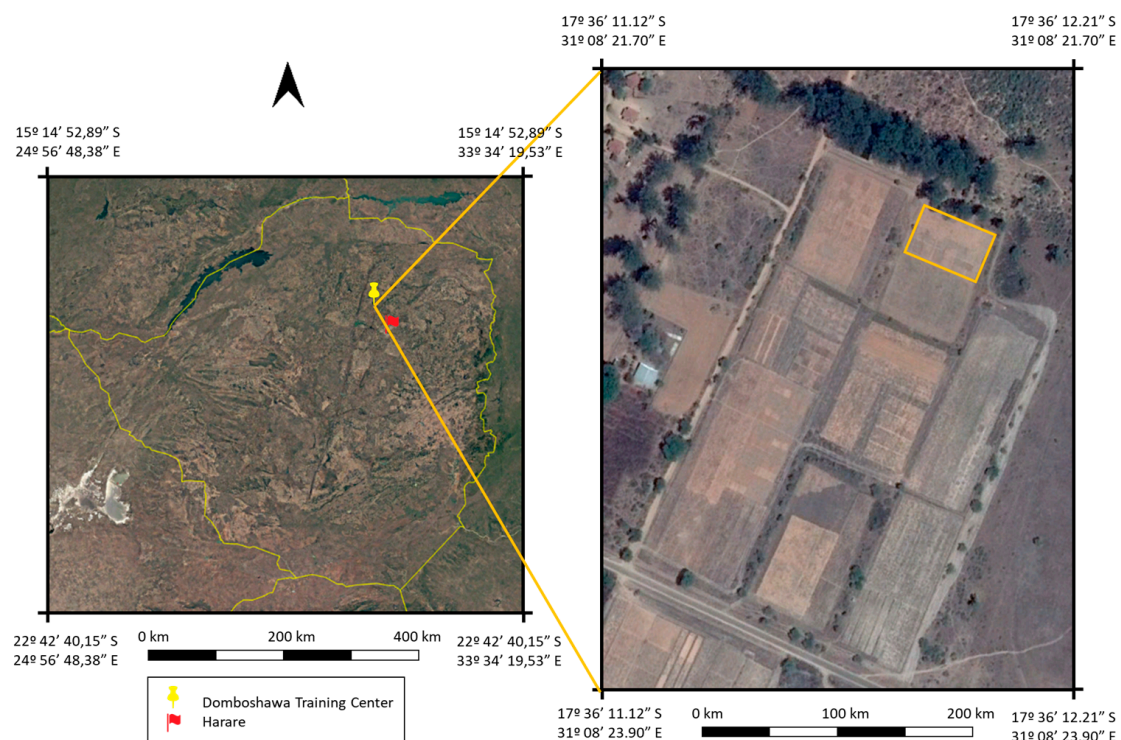 17º 36’ 11.12” S
31º 08’ 21.70” E
17º 36’ 12.21” S
31º 08’ 21.70” E
15º 14’ 52,89” S
24º 56’ 48,38” E
15º 14’ 52,89” S
33º 34’ 19,53” E
22º 42’ 40,15” S
24º 56’ 48,38” E
0 km
200 km
400 km
22º 42’ 40,15” S
33º 34’ 19,53” E
Domboshawa Training Center
Harare
17º 36’ 11.12” S
31º 08’ 23.90” E
0 km
100 km
200 km
17º 36’ 12.21” S
31º 08’ 23.90” E